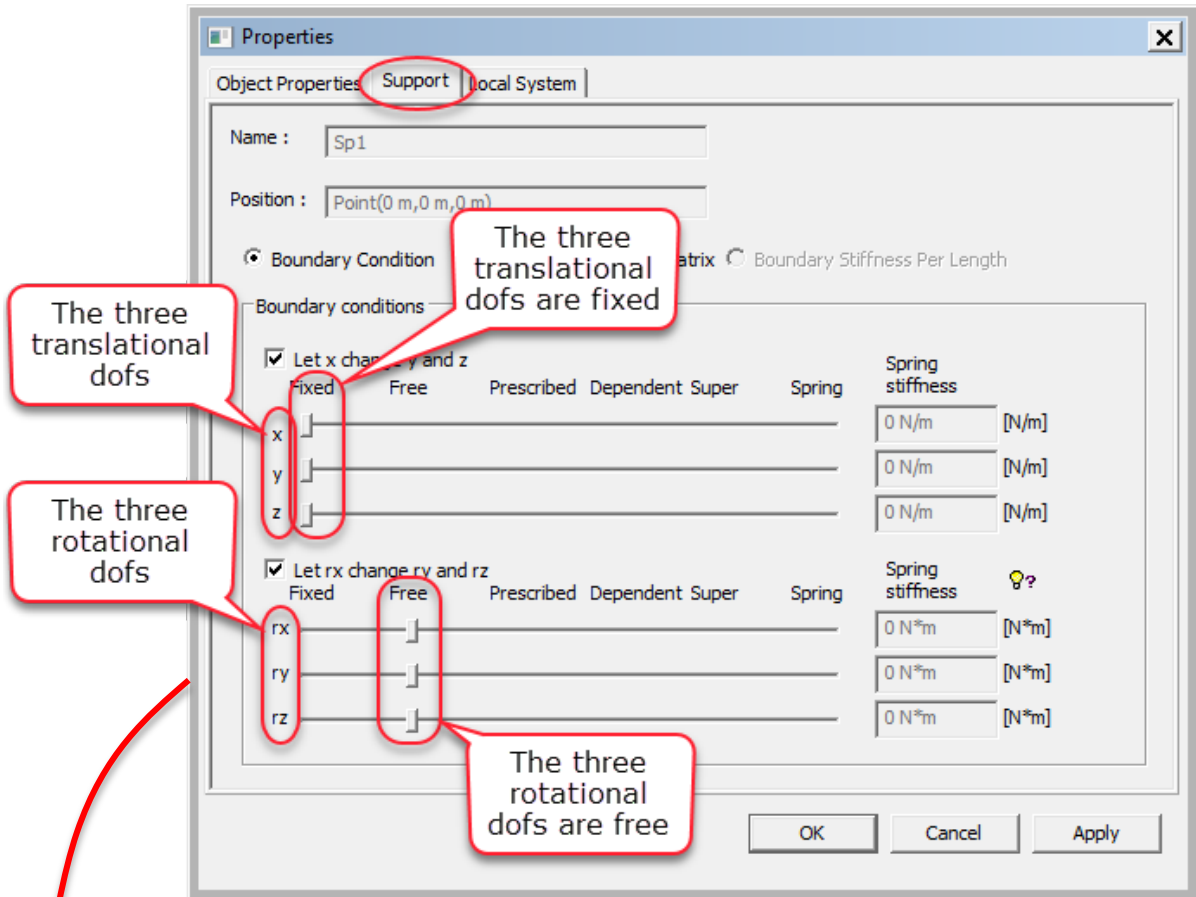 Properties
Object Properties Support Local System
Name : Sp1
Position : Point(0 m,0 m,0 m)
Boundary Condition atrix Boundary Stiffness Per Length
The three
translational
dofs are fixed
Boundary conditions
The three
translational
dofs
Let x change y and z
Fixed Free Prescribed Dependent Super Spring Spring
stiffness
x 0 N/m [N/m]
y 0 N/m [N/m]
z 0 N/m [N/m]
The three
rotational
dofs
Let rx change ry and rz
Fixed Free Prescribed Dependent Super Spring Spring
stiffness ?
rx 0 N*m [N*m]
ry 0 N*m [N*m]
rz 0 N*m [N*m]
The three
rotational
dofs are free
OK Cancel Apply